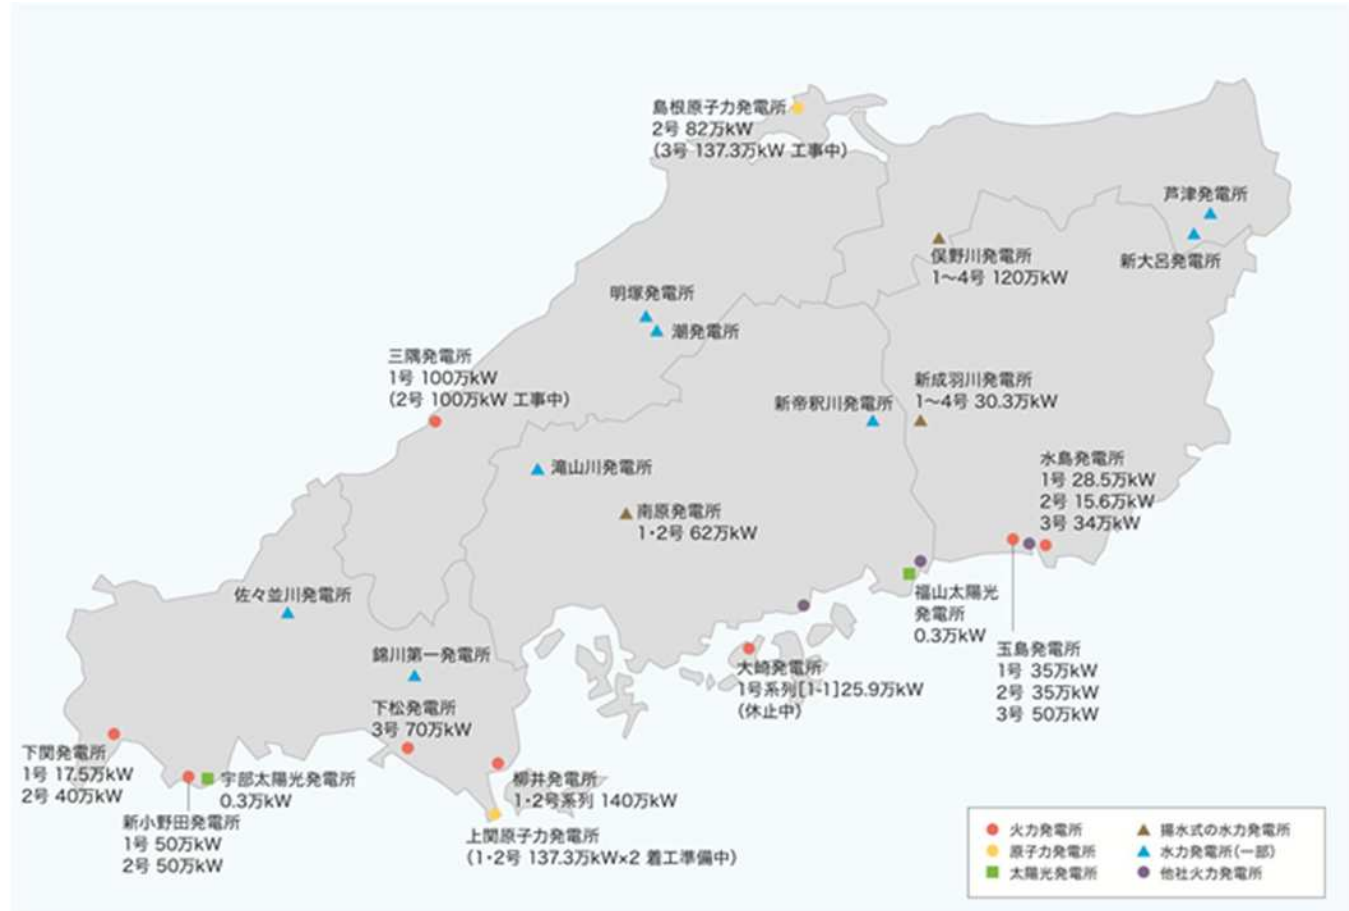 島根原子力発電所
2号 82万kW
(3号 137.3万kW 工事中)
芦津発電所
新大呂発電所
俣野川発電所
1〜4号 120万kW
明塚発電所
潮発電所
三隅発電所
1号 100万kW
(2号 100万kW 工事中)
新帝釈川発電所
新成羽川発電所
1〜4号 30.3万kW
滝山川発電所
南原発電所
1・2号 62万kW
水島発電所
1号 28.5万kW
2号 15.6万kW
3号 34万kW
佐々並川発電所
錦川第一発電所
下松発電所
3号 70万kW
福山太陽光
発電所
0.3万kW
大崎発電所
1号系列[1-1]25.9万kW
(休止中)
玉島発電所
1号 35万kW
2号 35万kW
3号 50万kW
下関発電所
1号 17.5万kW
2号 40万kW
宇部太陽光発電所
0.3万kW
新小野田発電所
1号 50万kW
2号 50万kW
柳井発電所
1・2号系列 140万kW
上関原子力発電所
(1・2号 137.3万kW×2 着工準備中)
火力発電所
原子力発電所
太陽光発電所
揚水式の水力発電所
水力発電所(一部)
他社火力発電所